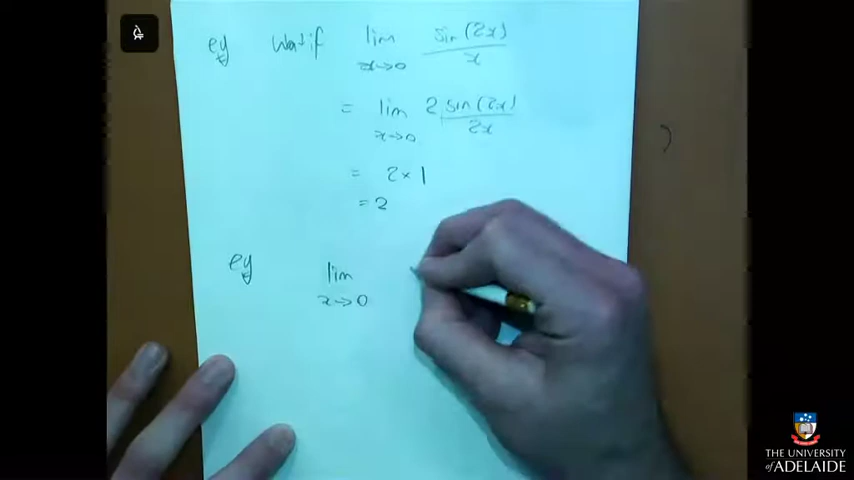 eg What if lim sin(2x)/x
x→0
= lim 2 sin(2x)/2x
x→0
= 2×1
= 2
eg lim
x→0
THE UNIVERSITY
of ADELAIDE